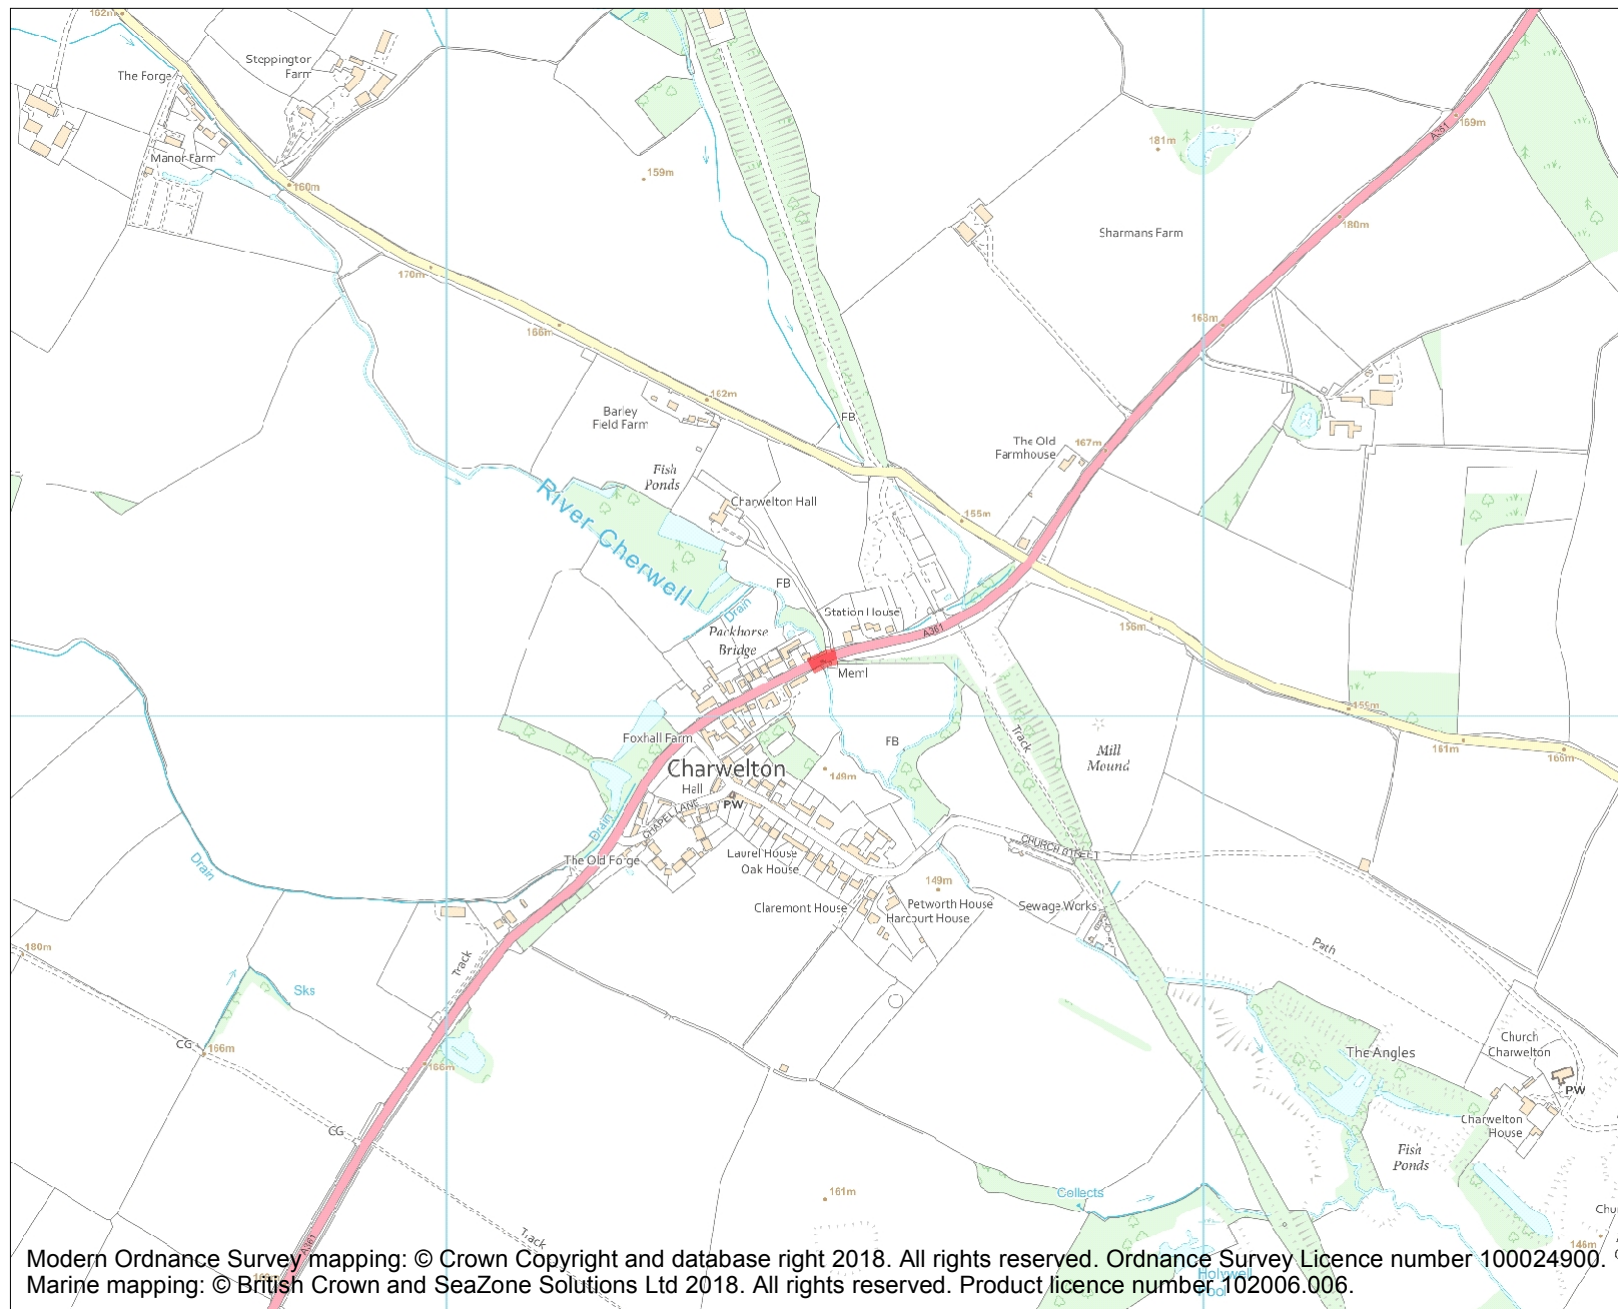 162m
Steppington
Farm
The Forge
Manor Farm
160m
159m
181m
A361
169m
180m
Sharmans Farm
170m
166m
168m
162m
Barley
Field Farm
FB
The Old
Farmhouse
167m
Fish
Ponds
Charwelton Hall
River Cherwell
155m
FB
Drain
Station House
A361
156m
Packhorse
Bridge
Meml
159m
Track
Foxhall Farm
FB
Mill
Mound
161m
166m
Charwelton
149m
Hall
PW
CHAPEL LANE
Drain
CHURCH STREET
The Old Forge
Laurel House
Oak House
Drain
149m
Claremont House
Petworth House
Harcourt House
Sewage Works
Path
180m
Track
Sks
CG
166m
166m
The Angles
Church
Charwelton
PW
CG
Charwelton
House
Fish
Ponds
161m
Collects
Track
A361
146m
Modern Ordnance Survey mapping: © Crown Copyright and database right 2018. All rights reserved. Ordnance Survey Licence number 100024900.
Marine mapping: © British Crown and SeaZone Solutions Ltd 2018. All rights reserved. Product licence number 102006.006.
Holywell
Pool